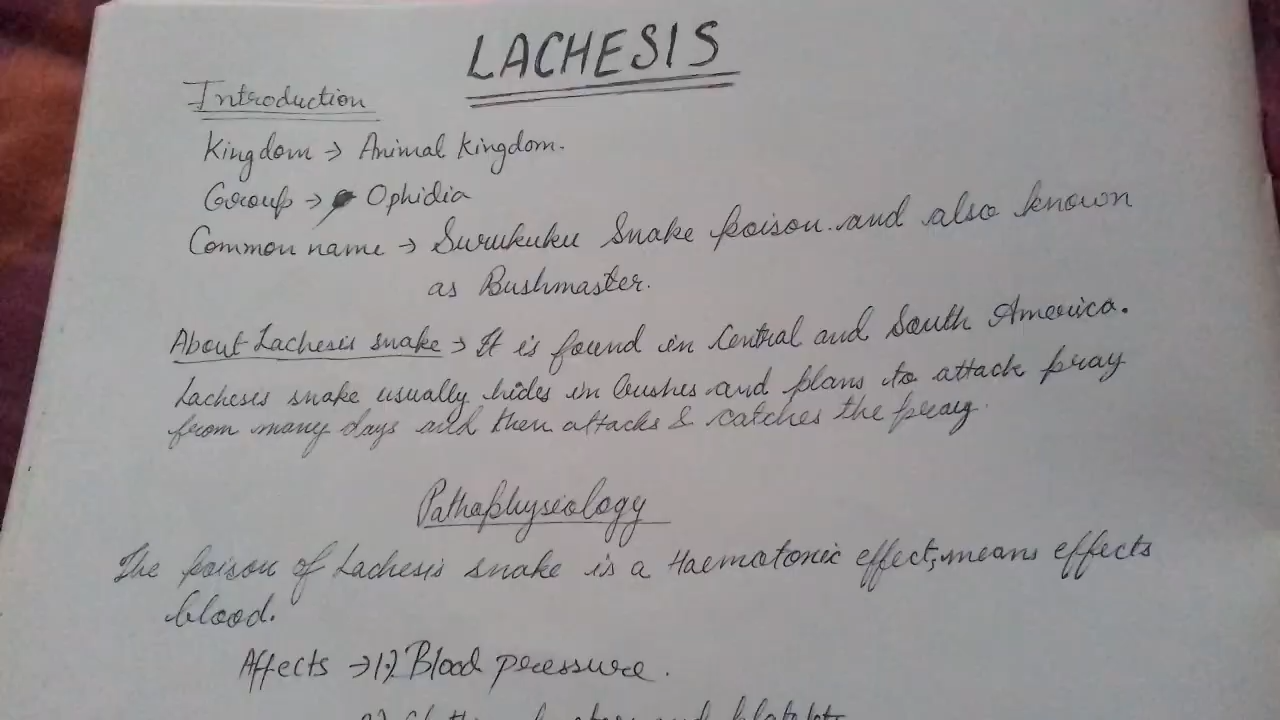 LACHESIS
Introduction
Kingdom → Animal kingdom.
Group → Ophidia
Common name → Surukuku Snake poison. and also known
as Bushmaster.
About Lachesis snake → It is found in Central and South America.
Lachesis snake usually hides in bushes and plans to attack pray
from many days and then attacks & catches the pray.
Pathaphysiology
The poison of Lachesis snake is a Haematonic effect, means effects
blood.
Affects → 1) Blood pressure.
and platelets